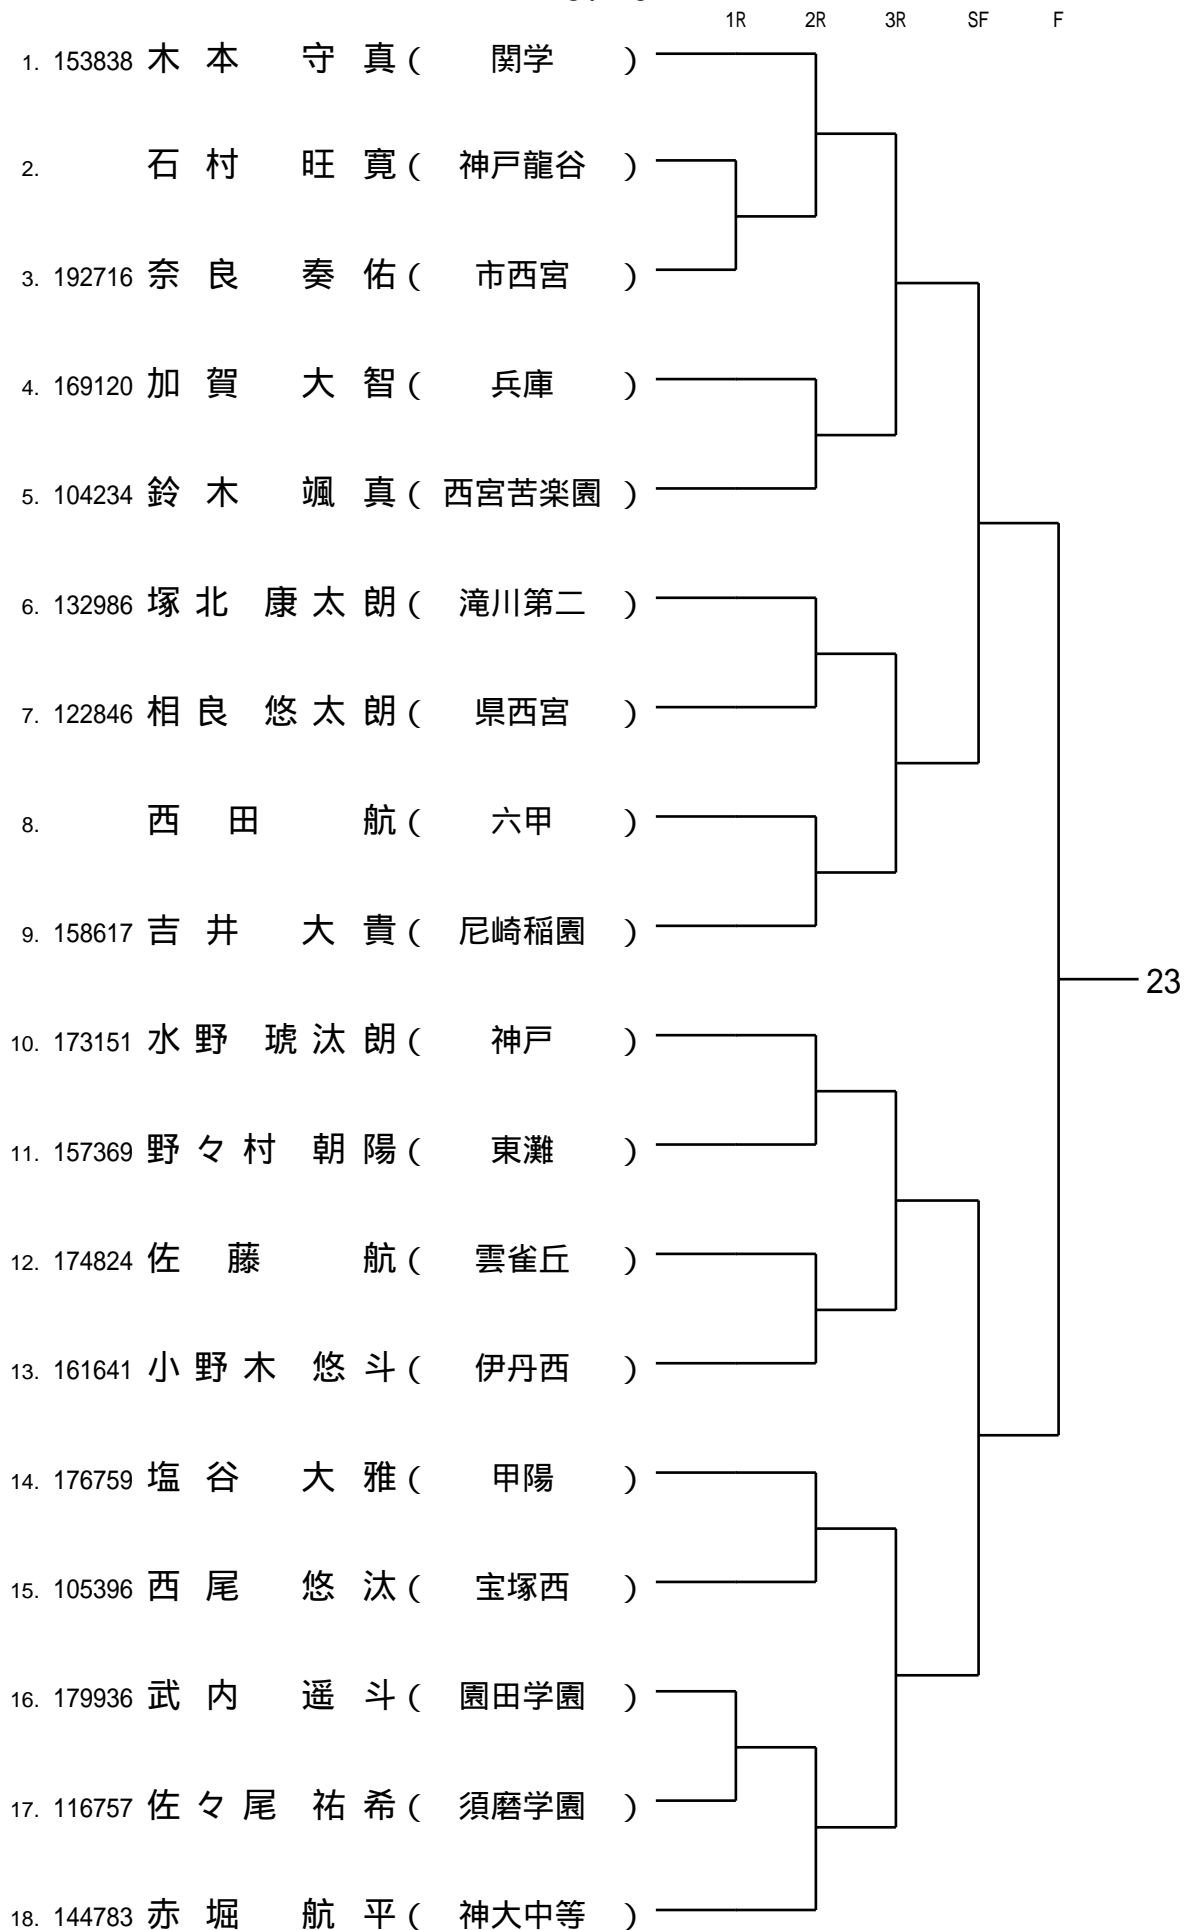 1R 2R 3R SF F
1. 153838 木本 守真 ( 関学 )
2. 石村 旺寛 ( 神戸龍谷 )
3. 192716 奈良 奏佑 ( 市西宮 )
4. 169120 加賀 大智 ( 兵庫 )
5. 104234 鈴木 颯真 ( 西宮苦楽園 )
6. 132986 塚北 康太朗 ( 滝川第二 )
7. 122846 相良 悠太朗 ( 県西宮 )
8. 西田 航 ( 六甲 )
9. 158617 吉井 大貴 ( 尼崎稲園 )
23
10. 173151 水野 琥汰朗 ( 神戸 )
11. 157369 野々村 朝陽 ( 東灘 )
12. 174824 佐藤 航 ( 雲雀丘 )
13. 161641 小野木 悠斗 ( 伊丹西 )
14. 176759 塩谷 大雅 ( 甲陽 )
15. 105396 西尾 悠汰 ( 宝塚西 )
16. 179936 武内 遥斗 ( 園田学園 )
17. 116757 佐々尾 祐希 ( 須磨学園 )
18. 144783 赤堀 航平 ( 神大中等 )